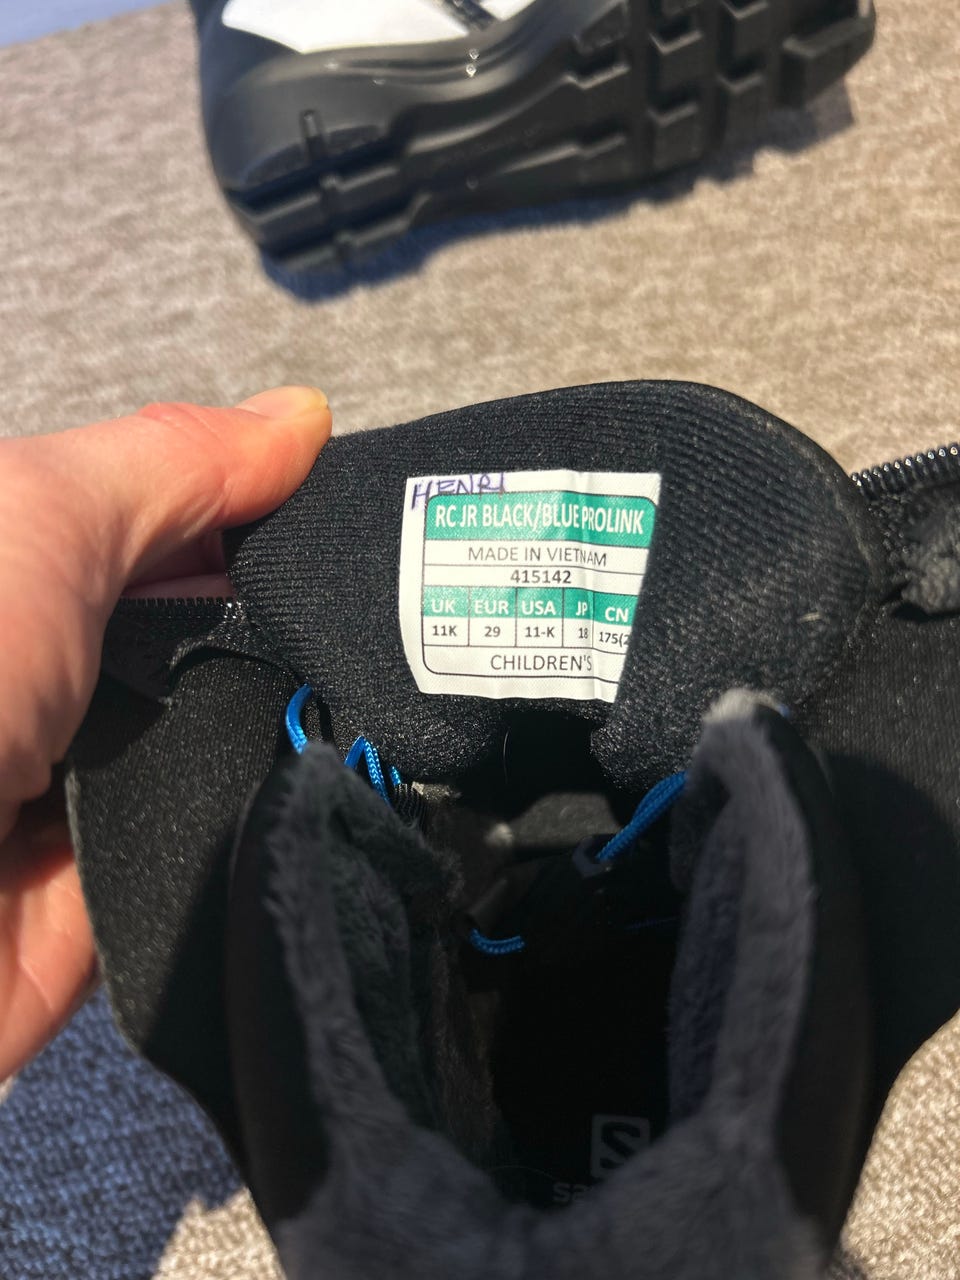 HENRI
RC JR BLACK/BLUE PROLINK
MADE IN VIETNAM
415142
UK EUR USA JP CN
11K 29 11-K 18
CHILDREN'S
S